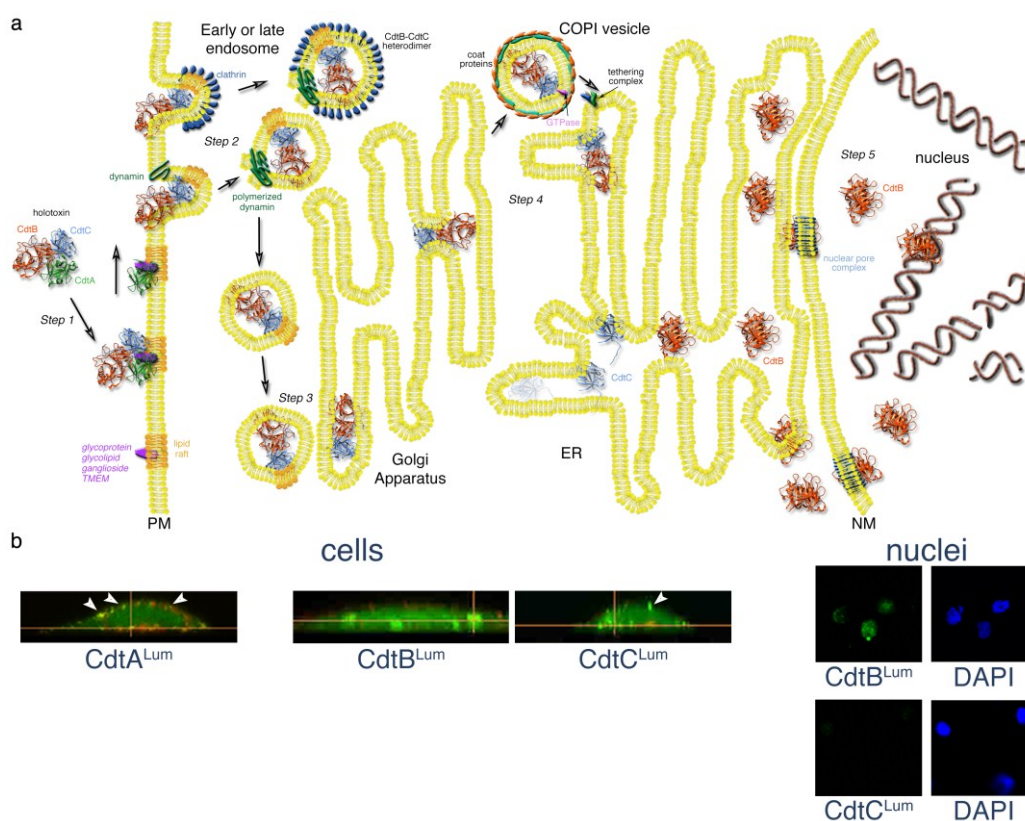 a
Early or late
endosome
CdtB-CdtC
heterodimer
clathrin
COPI vesicle
coat
proteins
tethering
complex
GTPase
Step 2
dynamin
polymerized
dynamin
Step 4
Step 5
nucleus
CdtB
holotoxin
CdtB
CdtC
CdtA
nuclear pore
complex
Step 1
CdtC
CdtB
Step 3
glycoprotein
glycolipid
ganglioside
TMEM
lipid
raft
Golgi
Apparatus
ER
PM
NM
b
cells
nuclei
CdtA^Lum
CdtB^Lum
CdtC^Lum
CdtB^Lum
DAPI
CdtC^Lum
DAPI